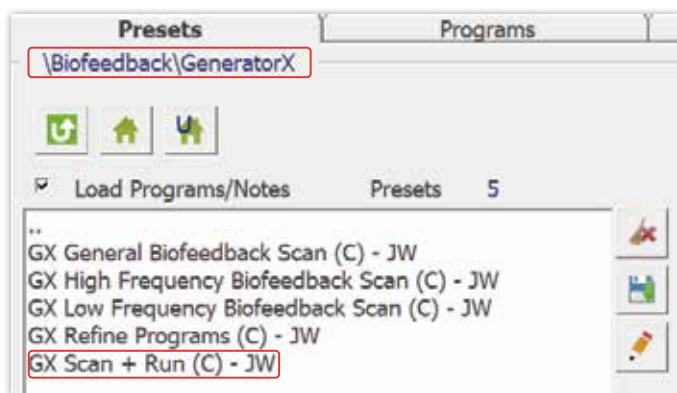 Presets Programs
\Biofeedback\GeneratorX
U
Load Programs/Notes Presets 5
..
GX General Biofeedback Scan (C) - JW
GX High Frequency Biofeedback Scan (C) - JW
GX Low Frequency Biofeedback Scan (C) - JW
GX Refine Programs (C) - JW
GX Scan + Run (C) - JW